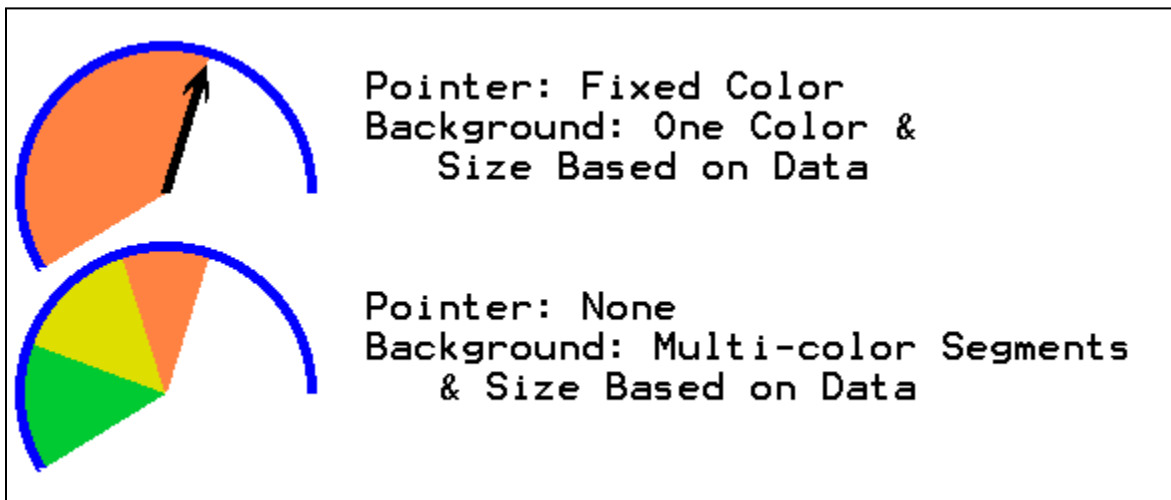 Pointer: Fixed Color
Background: One Color &
Size Based on Data
Pointer: None
Background: Multi-color Segments
& Size Based on Data